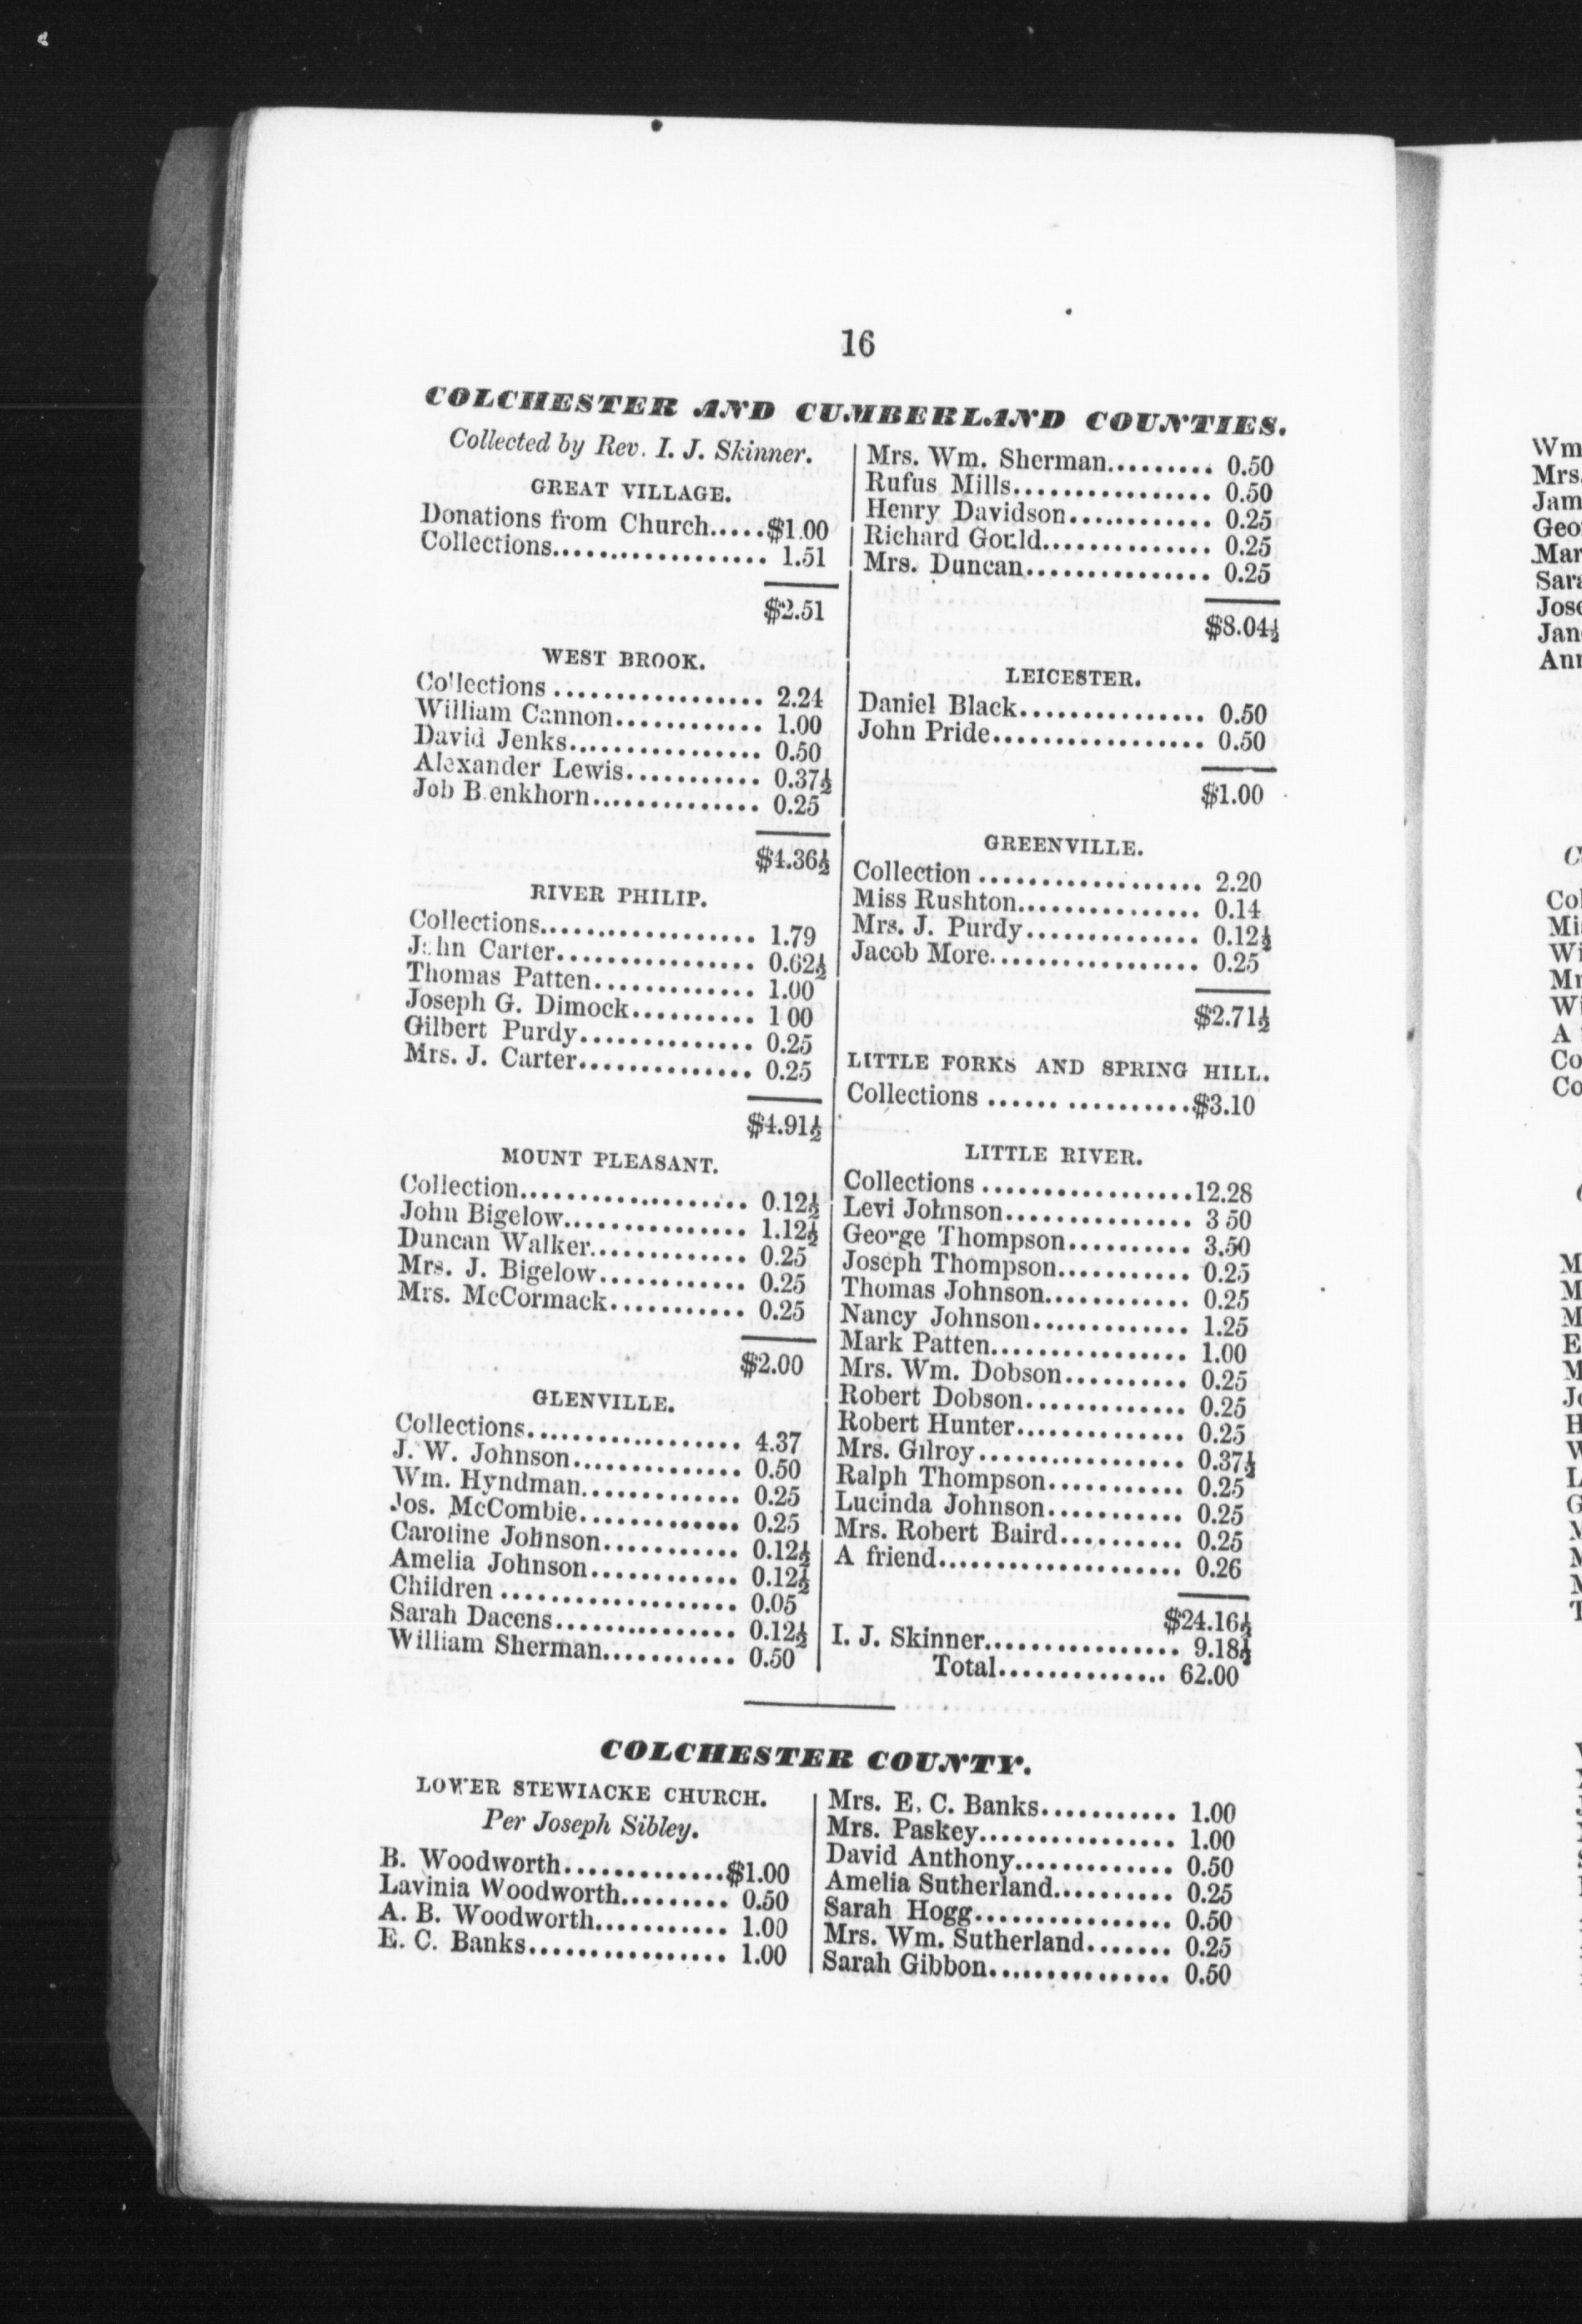 16
COLCHESTER AND CUMBERLAND COUNTIES.
Collected by Rev. I. J. Skinner.
GREAT VILLAGE.
Donations from Church.....$1.00
Collections................... 1.51
$2.51
WEST BROOK.
Collections .................. 2.24
William Cannon............. 1.00
David Jenks................. 0.50
Alexander Lewis............ 0.37½
Job B.enkhorn............... 0.25
$4.36½
RIVER PHILIP.
Collections................... 1.79
John Carter................. 0.62½
Thomas Patten.............. 1.00
Joseph G. Dimock........... 1 00
Gilbert Purdy............... 0.25
Mrs. J. Carter............... 0.25
$4.91½
MOUNT PLEASANT.
Collection.................... 0.12½
John Bigelow................ 1.12½
Duncan Walker.............. 0.25
Mrs. J. Bigelow............. 0.25
Mrs. McCormack............ 0.25
$2.00
GLENVILLE.
Collections................... 4.37
J. W. Johnson............... 0.50
Wm. Hyndman.............. 0.25
Jos. McCombie.............. 0.25
Caroline Johnson............ 0.12½
Amelia Johnson............. 0.12½
Children ..................... 0.05
Sarah Dacens................ 0.12½
William Sherman............ 0.50
Mrs. Wm. Sherman......... 0.50
Rufus Mills................. 0.50
Henry Davidson............ 0.25
Richard Gould............... 0.25
Mrs. Duncan................ 0.25
$8.04½
LEICESTER.
Daniel Black................ 0.50
John Pride.................. 0.50
$1.00
GREENVILLE.
Collection ................... 2.20
Miss Rushton................ 0.14
Mrs. J. Purdy............... 0.12½
Jacob More.................. 0.25
$2.71½
LITTLE FORKS AND SPRING HILL.
Collections ...... ...........$3.10
LITTLE RIVER.
Collections ..................12.28
Levi Johnson................ 3 50
George Thompson.......... 3.50
Joseph Thompson........... 0.25
Thomas Johnson............ 0.25
Nancy Johnson............. 1.25
Mark Patten................ 1.00
Mrs. Wm. Dobson.......... 0.25
Robert Dobson............. 0.25
Robert Hunter.............. 0.25
Mrs. Gilroy.................. 0.37½
Ralph Thompson........... 0.25
Lucinda Johnson........... 0.25
Mrs. Robert Baird.......... 0.25
A friend..................... 0.26
$24.16½
I. J. Skinner................. 9.18½
Total.............. 62.00
COLCHESTER COUNTY.
LOWER STEWIACKE CHURCH.
Per Joseph Sibley.
B. Woodworth..............$1.00
Lavinia Woodworth......... 0.50
A. B. Woodworth........... 1.00
E. C. Banks................. 1.00
Mrs. E. C. Banks........... 1.00
Mrs. Paskey................ 1.00
David Anthony............. 0.50
Amelia Sutherland.......... 0.25
Sarah Hogg................. 0.50
Mrs. Wm. Sutherland....... 0.25
Sarah Gibbon............... 0.50